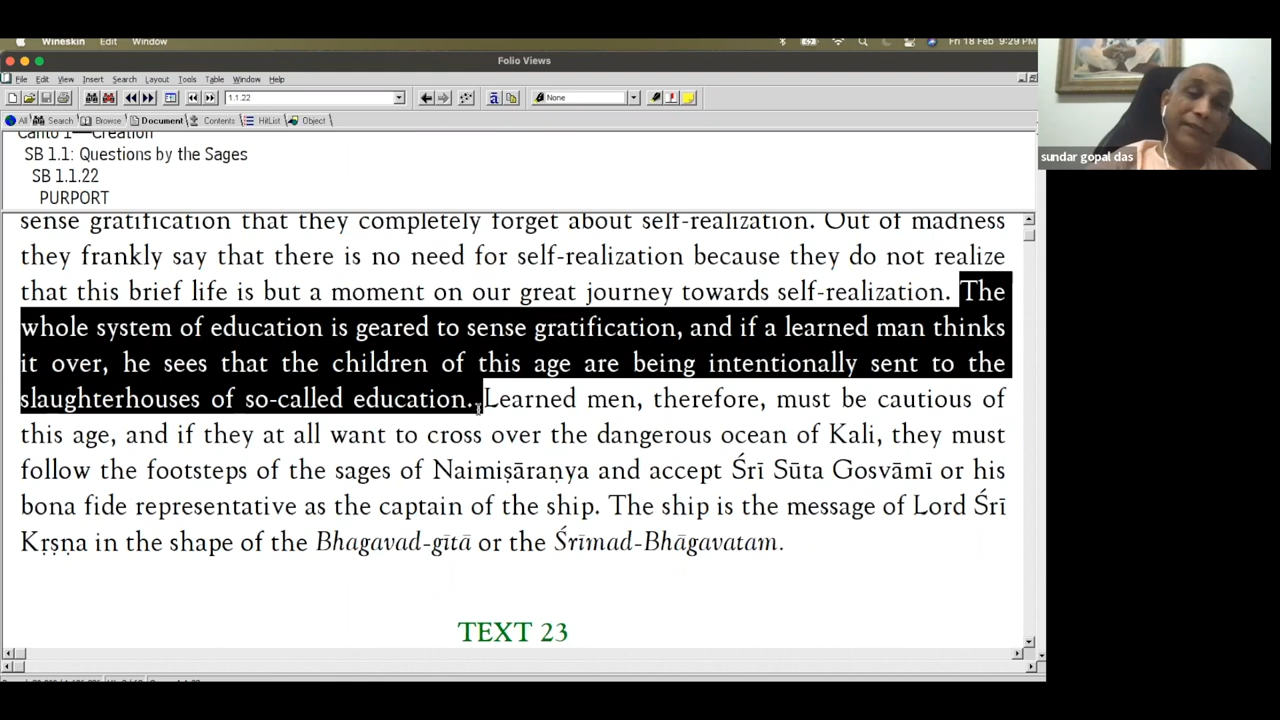 Wineskin Edit Window Fri 18 Feb 9:29 PM
Folio Views
File Edit View Insert Search Layout Tools Table Window Help
1.1.22 None
All Search Browse Document Contents HitList Object
Canto 1—Creation
SB 1.1: Questions by the Sages
SB 1.1.22
PURPORT
sundar gopal das
sense gratification that they completely forget about self-realization. Out of madness
they frankly say that there is no need for self-realization because they do not realize
that this brief life is but a moment on our great journey towards self-realization. The
whole system of education is geared to sense gratification, and if a learned man thinks
it over, he sees that the children of this age are being intentionally sent to the
slaughterhouses of so-called education. Learned men, therefore, must be cautious of
this age, and if they at all want to cross over the dangerous ocean of Kali, they must
follow the footsteps of the sages of Naimiṣāraṇya and accept Śrī Sūta Gosvāmī or his
bona fide representative as the captain of the ship. The ship is the message of Lord Śrī
Kṛṣṇa in the shape of the Bhagavad-gītā or the Śrīmad-Bhāgavatam.
TEXT 23